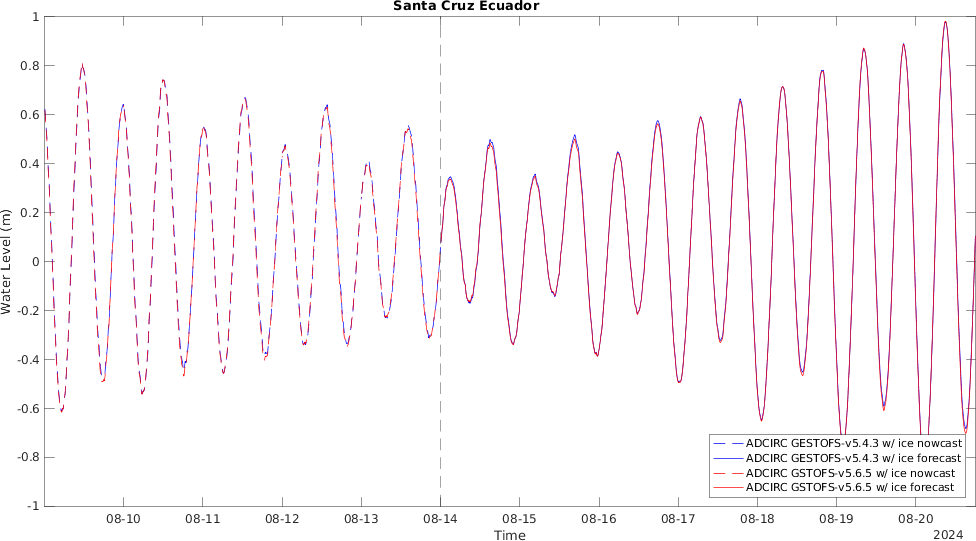 Santa Cruz Ecuador
1
0.8
0.6
0.4
0.2
0
-0.2
-0.4
-0.6
-0.8
-1
Water Level (m)
ADCIRC GESTOFS-v5.4.3 w/ ice nowcast
ADCIRC GESTOFS-v5.4.3 w/ ice forecast
ADCIRC GSTOFS-v5.6.5 w/ ice nowcast
ADCIRC GSTOFS-v5.6.5 w/ ice forecast
08-10 08-11 08-12 08-13 08-14 08-15 08-16 08-17 08-18 08-19 08-20
Time
2024